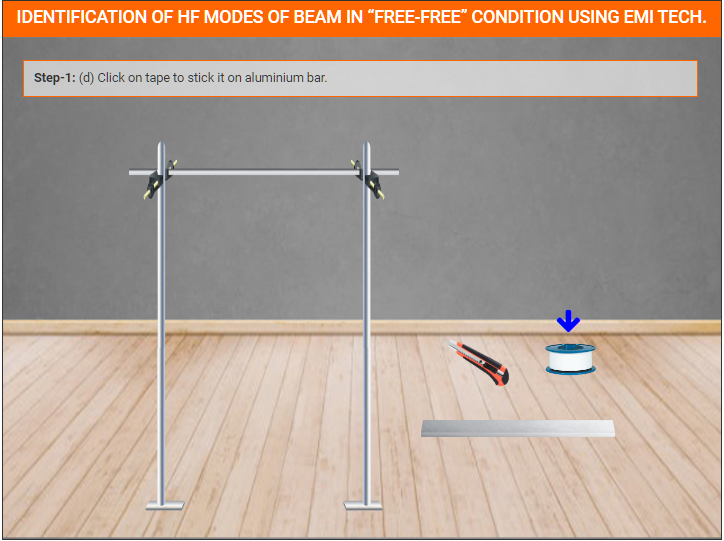 IDENTIFICATION OF HF MODES OF BEAM IN “FREE-FREE” CONDITION USING EMI TECH.
Step-1: (d) Click on tape to stick it on aluminium bar.